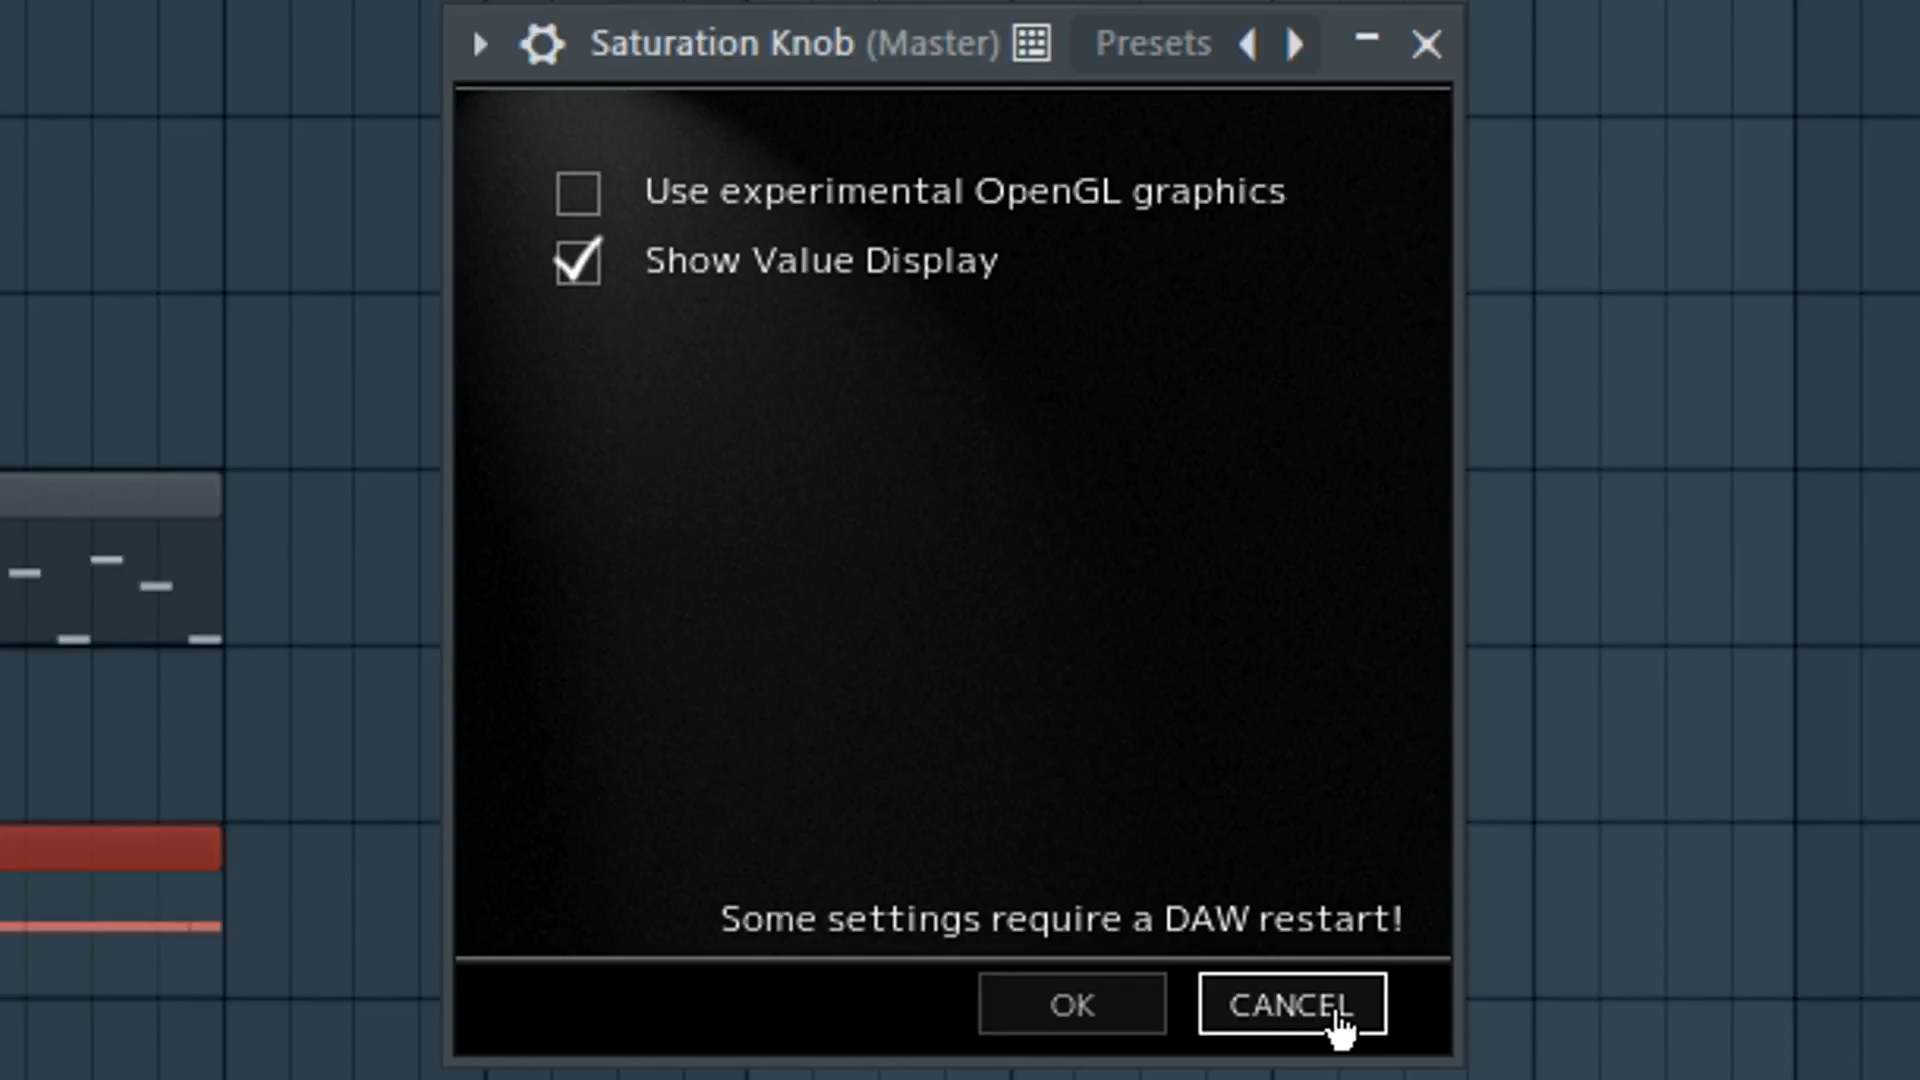 Saturation Knob (Master) Presets
Use experimental OpenGL graphics
Show Value Display
Some settings require a DAW restart!
OK CANCEL